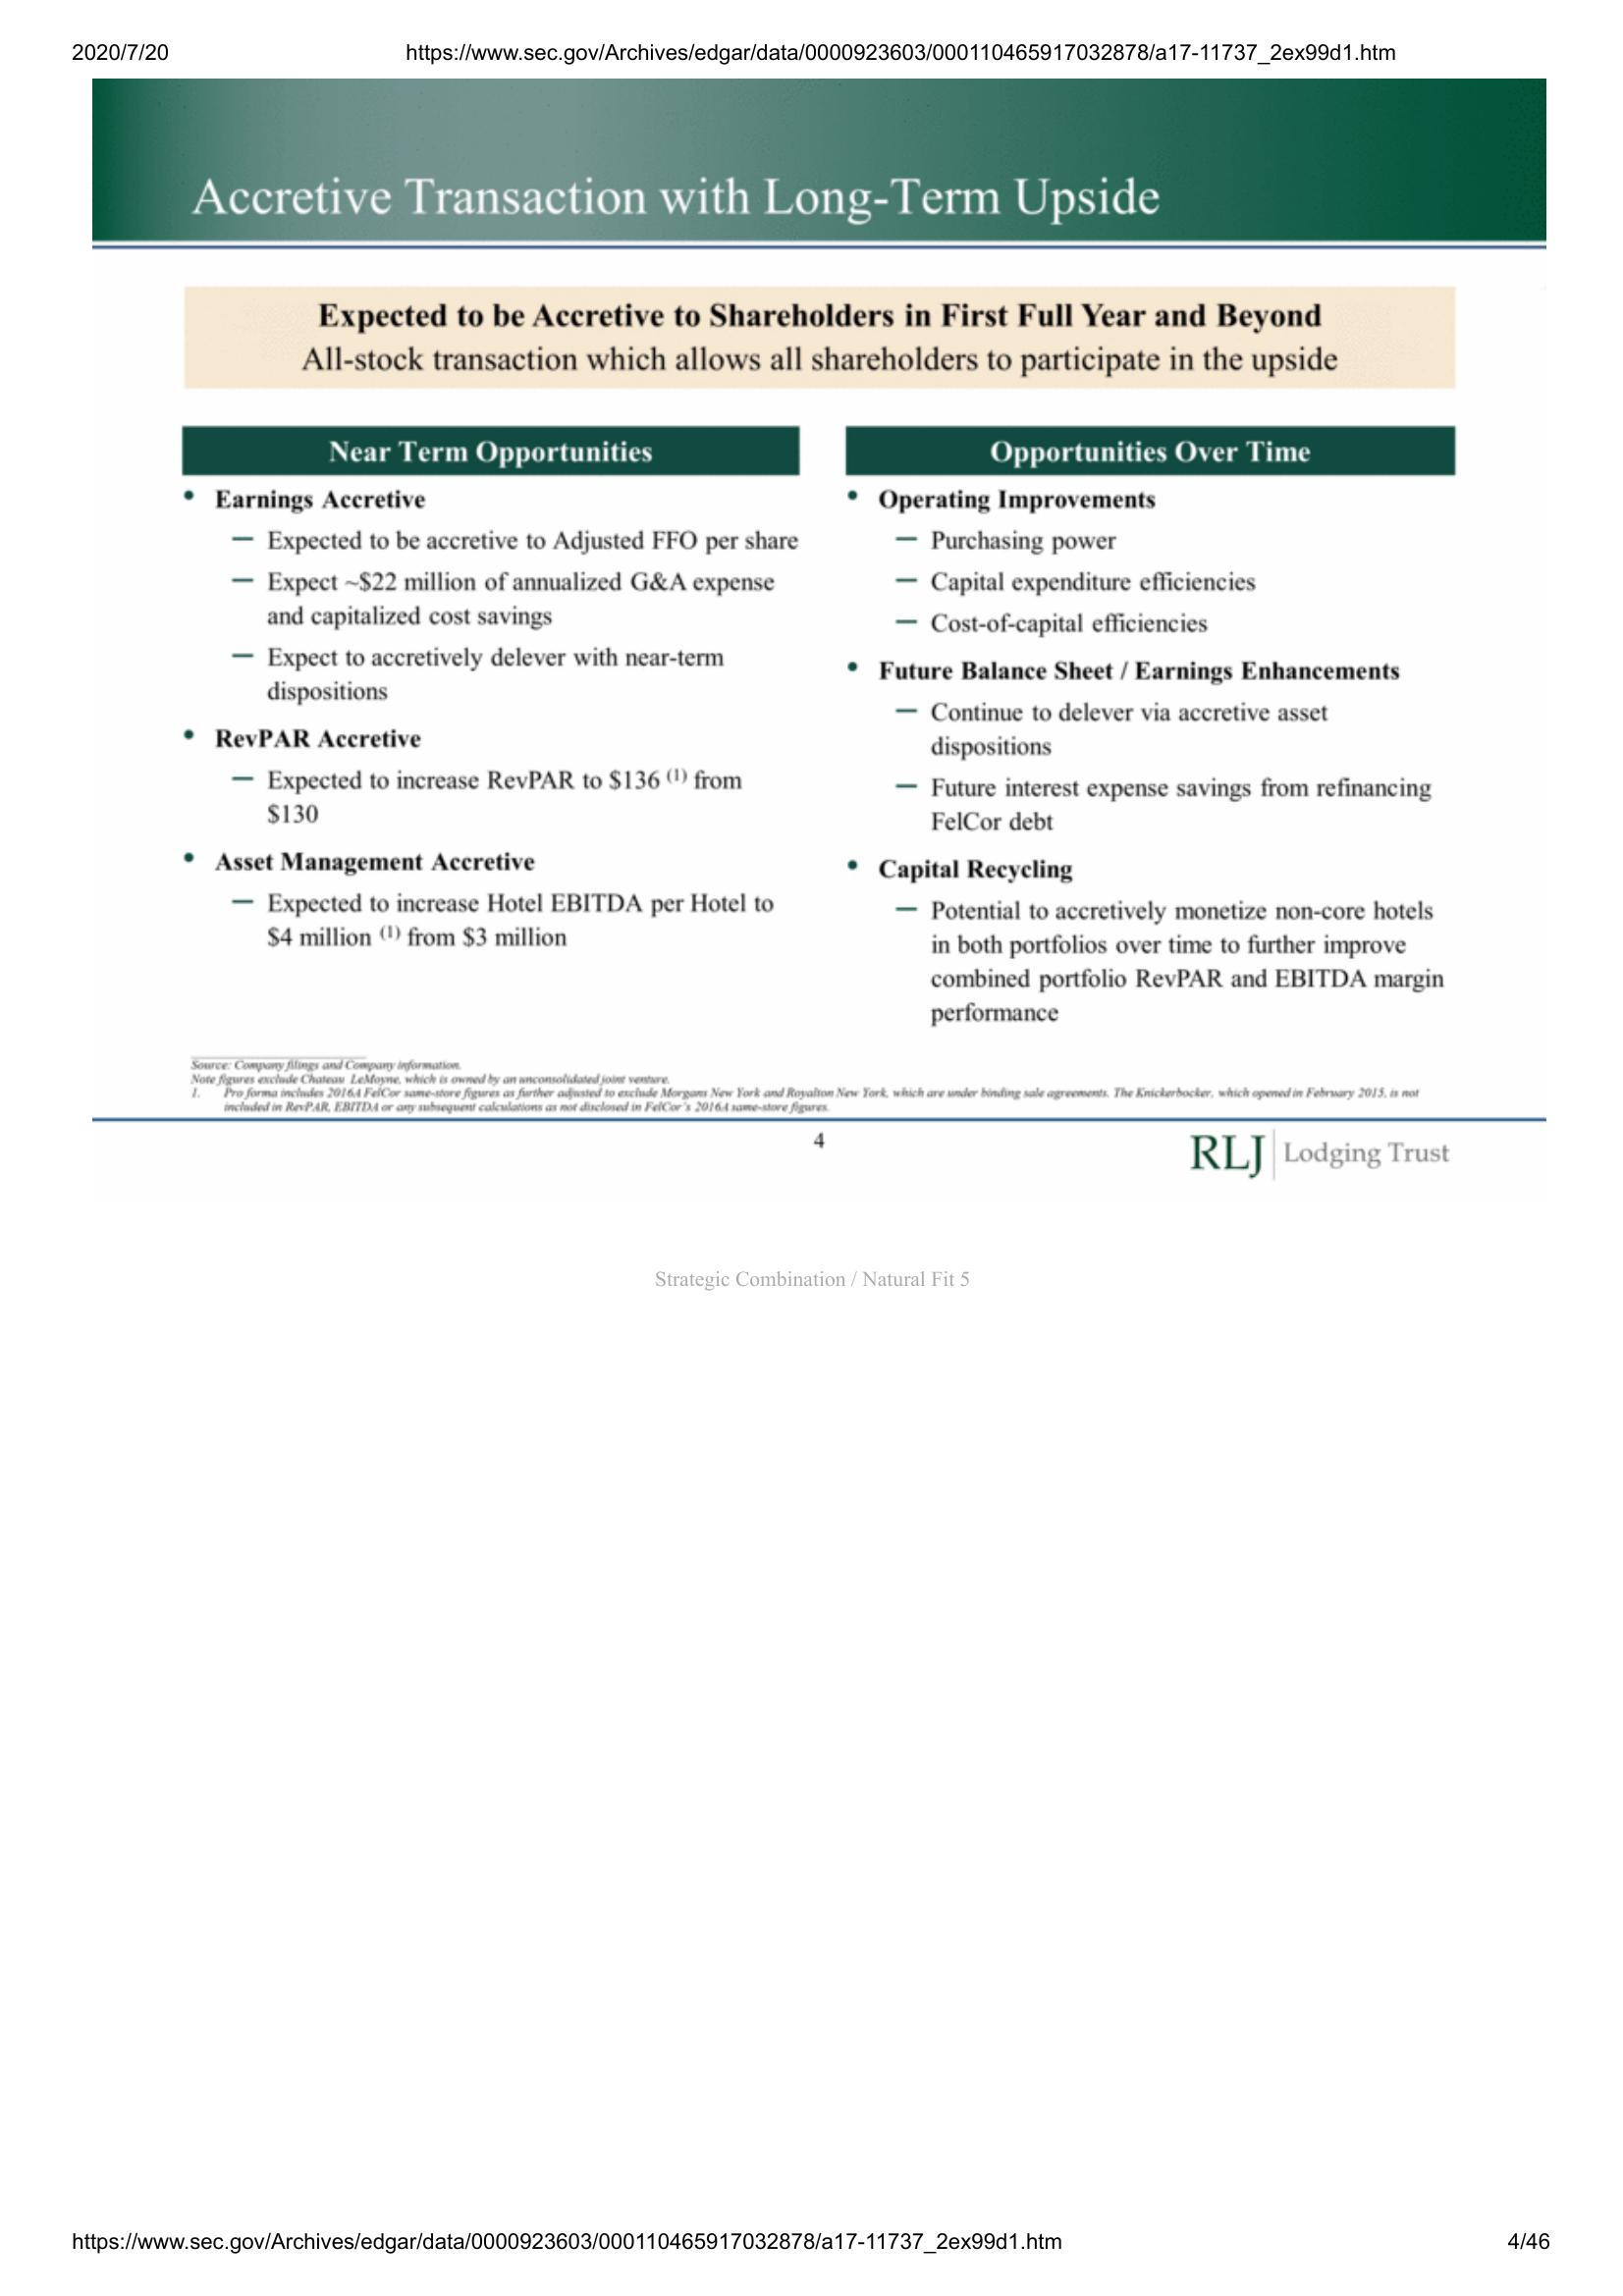 2020/7/20 https://www.sec.gov/Archives/edgar/data/0000923603/000110465917032878/a17-11737_2ex99d1.htm
Accretive Transaction with Long-Term Upside
Expected to be Accretive to Shareholders in First Full Year and Beyond
All-stock transaction which allows all shareholders to participate in the upside
Near Term Opportunities
• Earnings Accretive
— Expected to be accretive to Adjusted FFO per share
— Expect ~$22 million of annualized G&A expense
and capitalized cost savings
— Expect to accretively delever with near-term
dispositions
• RevPAR Accretive
— Expected to increase RevPAR to $136 (1) from
$130
• Asset Management Accretive
— Expected to increase Hotel EBITDA per Hotel to
$4 million (1) from $3 million
Opportunities Over Time
• Operating Improvements
— Purchasing power
— Capital expenditure efficiencies
— Cost-of-capital efficiencies
• Future Balance Sheet / Earnings Enhancements
— Continue to delever via accretive asset
dispositions
— Future interest expense savings from refinancing
FelCor debt
• Capital Recycling
— Potential to accretively monetize non-core hotels
in both portfolios over time to further improve
combined portfolio RevPAR and EBITDA margin
performance
Source: Company filings and Company information.
Note figures exclude Chateau LeMoyne, which is owned by an unconsolidated joint venture.
1. Pro forma includes 2016A FelCor same-store figures as further adjusted to exclude Morgans New York and Royalton New York, which are under binding sale agreements. The Knickerbocker, which opened in February 2015, is not
included in RevPAR, EBITDA or any subsequent calculations as not disclosed in FelCor's 2016A same-store figures.
4
RLJ Lodging Trust
Strategic Combination / Natural Fit 5
https://www.sec.gov/Archives/edgar/data/0000923603/000110465917032878/a17-11737_2ex99d1.htm 4/46